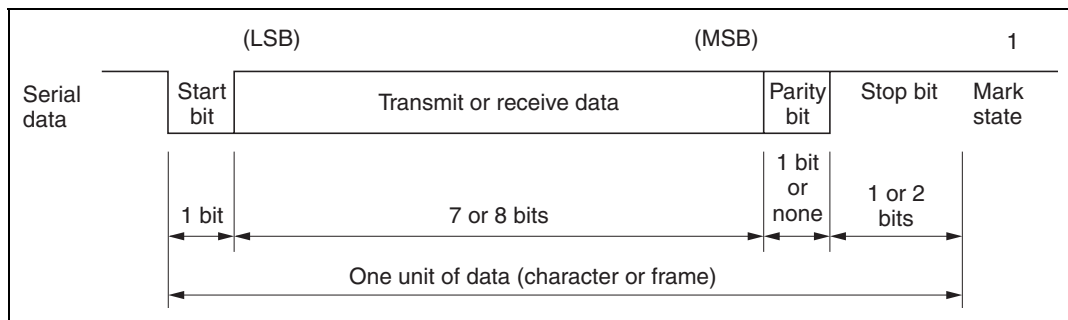 (LSB) (MSB) 1
Serial data
Start bit
Transmit or receive data
Parity bit
Stop bit
Mark state
1 bit
7 or 8 bits
1 bit or none
1 or 2 bits
One unit of data (character or frame)